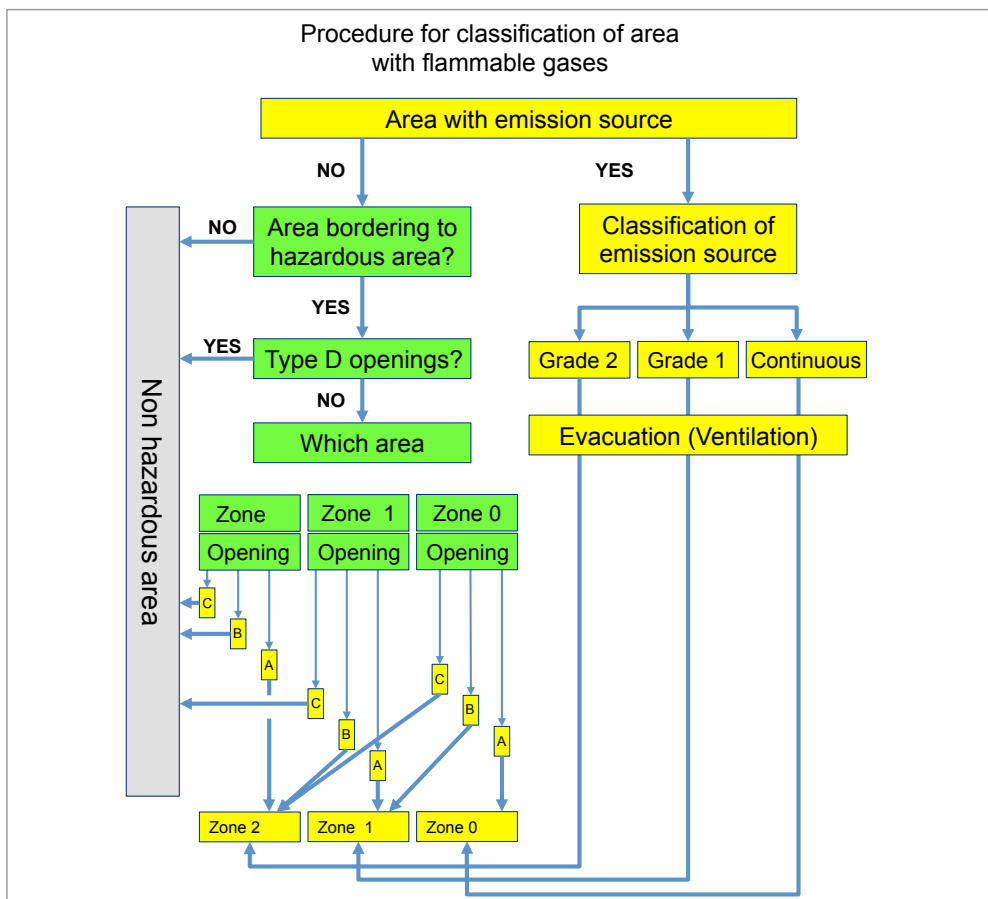 Procedure for classification of area
with flammable gases
Area with emission source
NO
YES
Area bordering to
hazardous area?
NO
Classification of
emission source
YES
YES
Type D openings?
Grade 2
Grade 1
Continuous
NO
Which area
Evacuation (Ventilation)
Non hazardous area
Zone
Zone 1
Zone 0
Opening
Opening
Opening
C
B
A
C
B
A
C
B
A
Zone 2
Zone 1
Zone 0